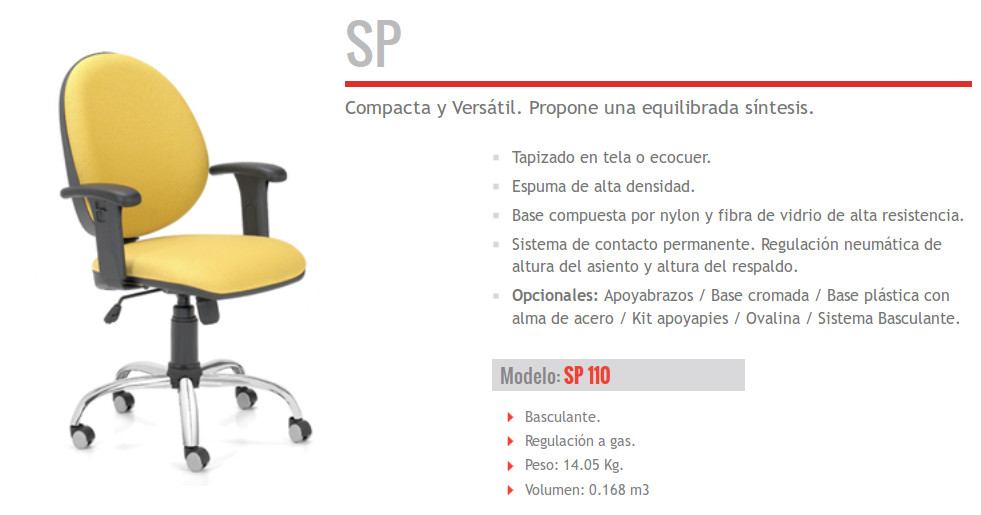 SP
Compacta y Versátil. Propone una equilibrada síntesis.
Tapizado en tela o ecocuer.
Espuma de alta densidad.
Base compuesta por nylon y fibra de vidrio de alta resistencia.
Sistema de contacto permanente. Regulación neumática de
altura del asiento y altura del respaldo.
Opcionales: Apoyabrazos / Base cromada / Base plástica con
alma de acero / Kit apoyapies / Ovalina / Sistema Basculante.
Modelo: SP 110
Basculante.
Regulación a gas.
Peso: 14.05 Kg.
Volumen: 0.168 m3